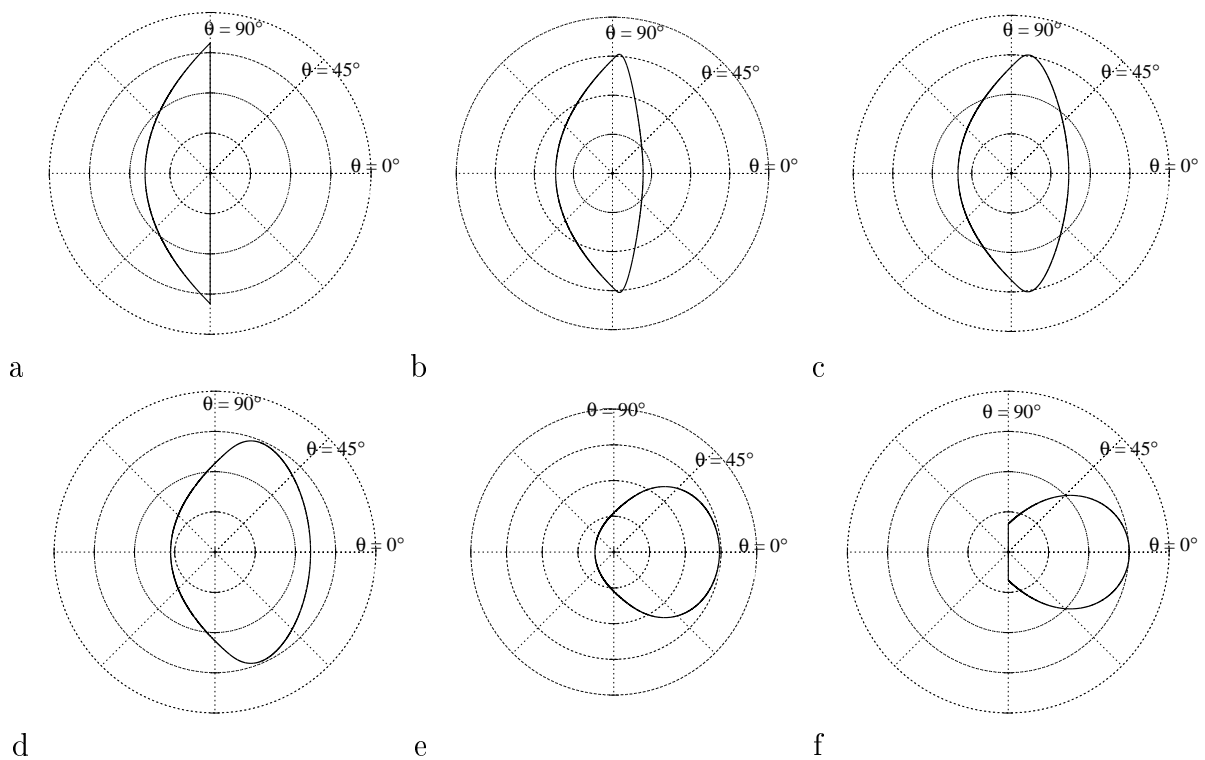 θ = 90°
θ = 45°
θ = 0°
a
θ = 90°
θ = 45°
θ = 0°
b
θ = 90°
θ = 45°
θ = 0°
c
θ = 90°
θ = 45°
θ = 0°
d
θ = 90°
θ = 45°
θ = 0°
e
θ = 90°
θ = 45°
θ = 0°
f